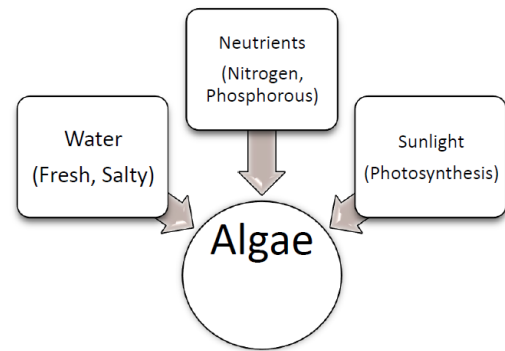 Neutrients
(Nitrogen,
Phosphorous)
Water
(Fresh, Salty)
Sunlight
(Photosynthesis)
Algae